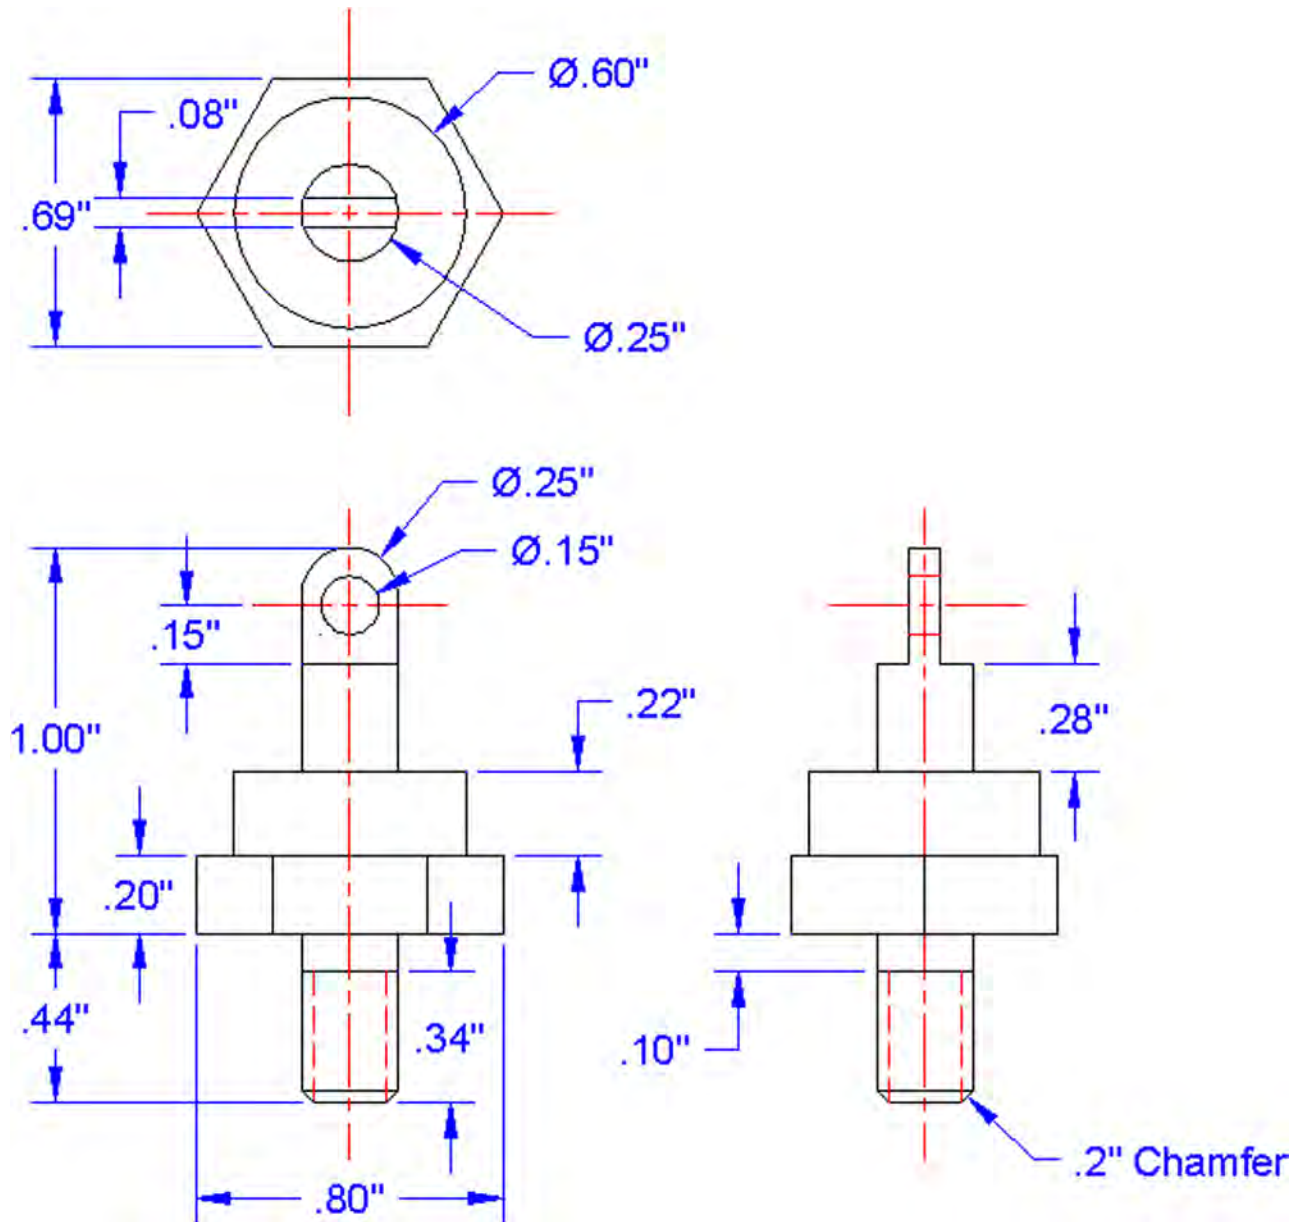 Ø.60"
.08"
.69"
Ø.25"
Ø.25"
Ø.15"
.15"
.22"
1.00"
.28"
.20"
.44"
.34"
.10"
.2" Chamfer
.80"